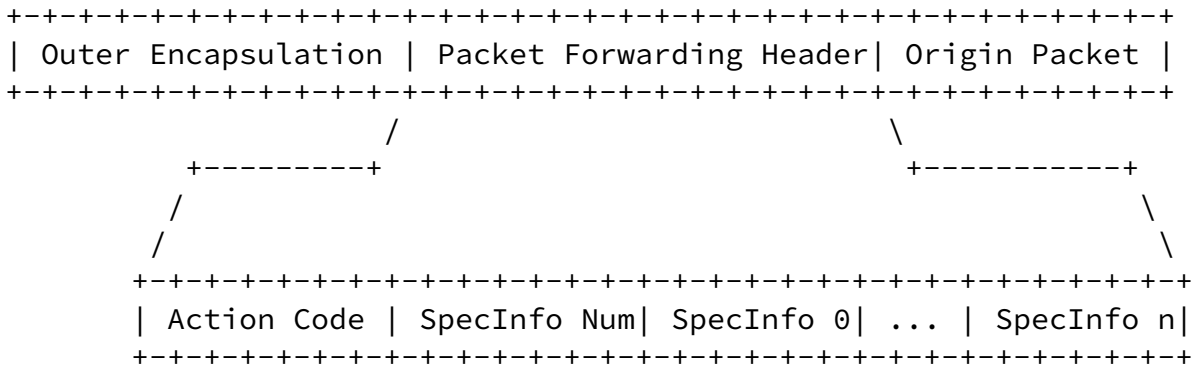 | Outer Encapsulation | Packet Forwarding Header| Origin Packet |
| Action Code | SpecInfo Num| SpecInfo 0| ... | SpecInfo n|